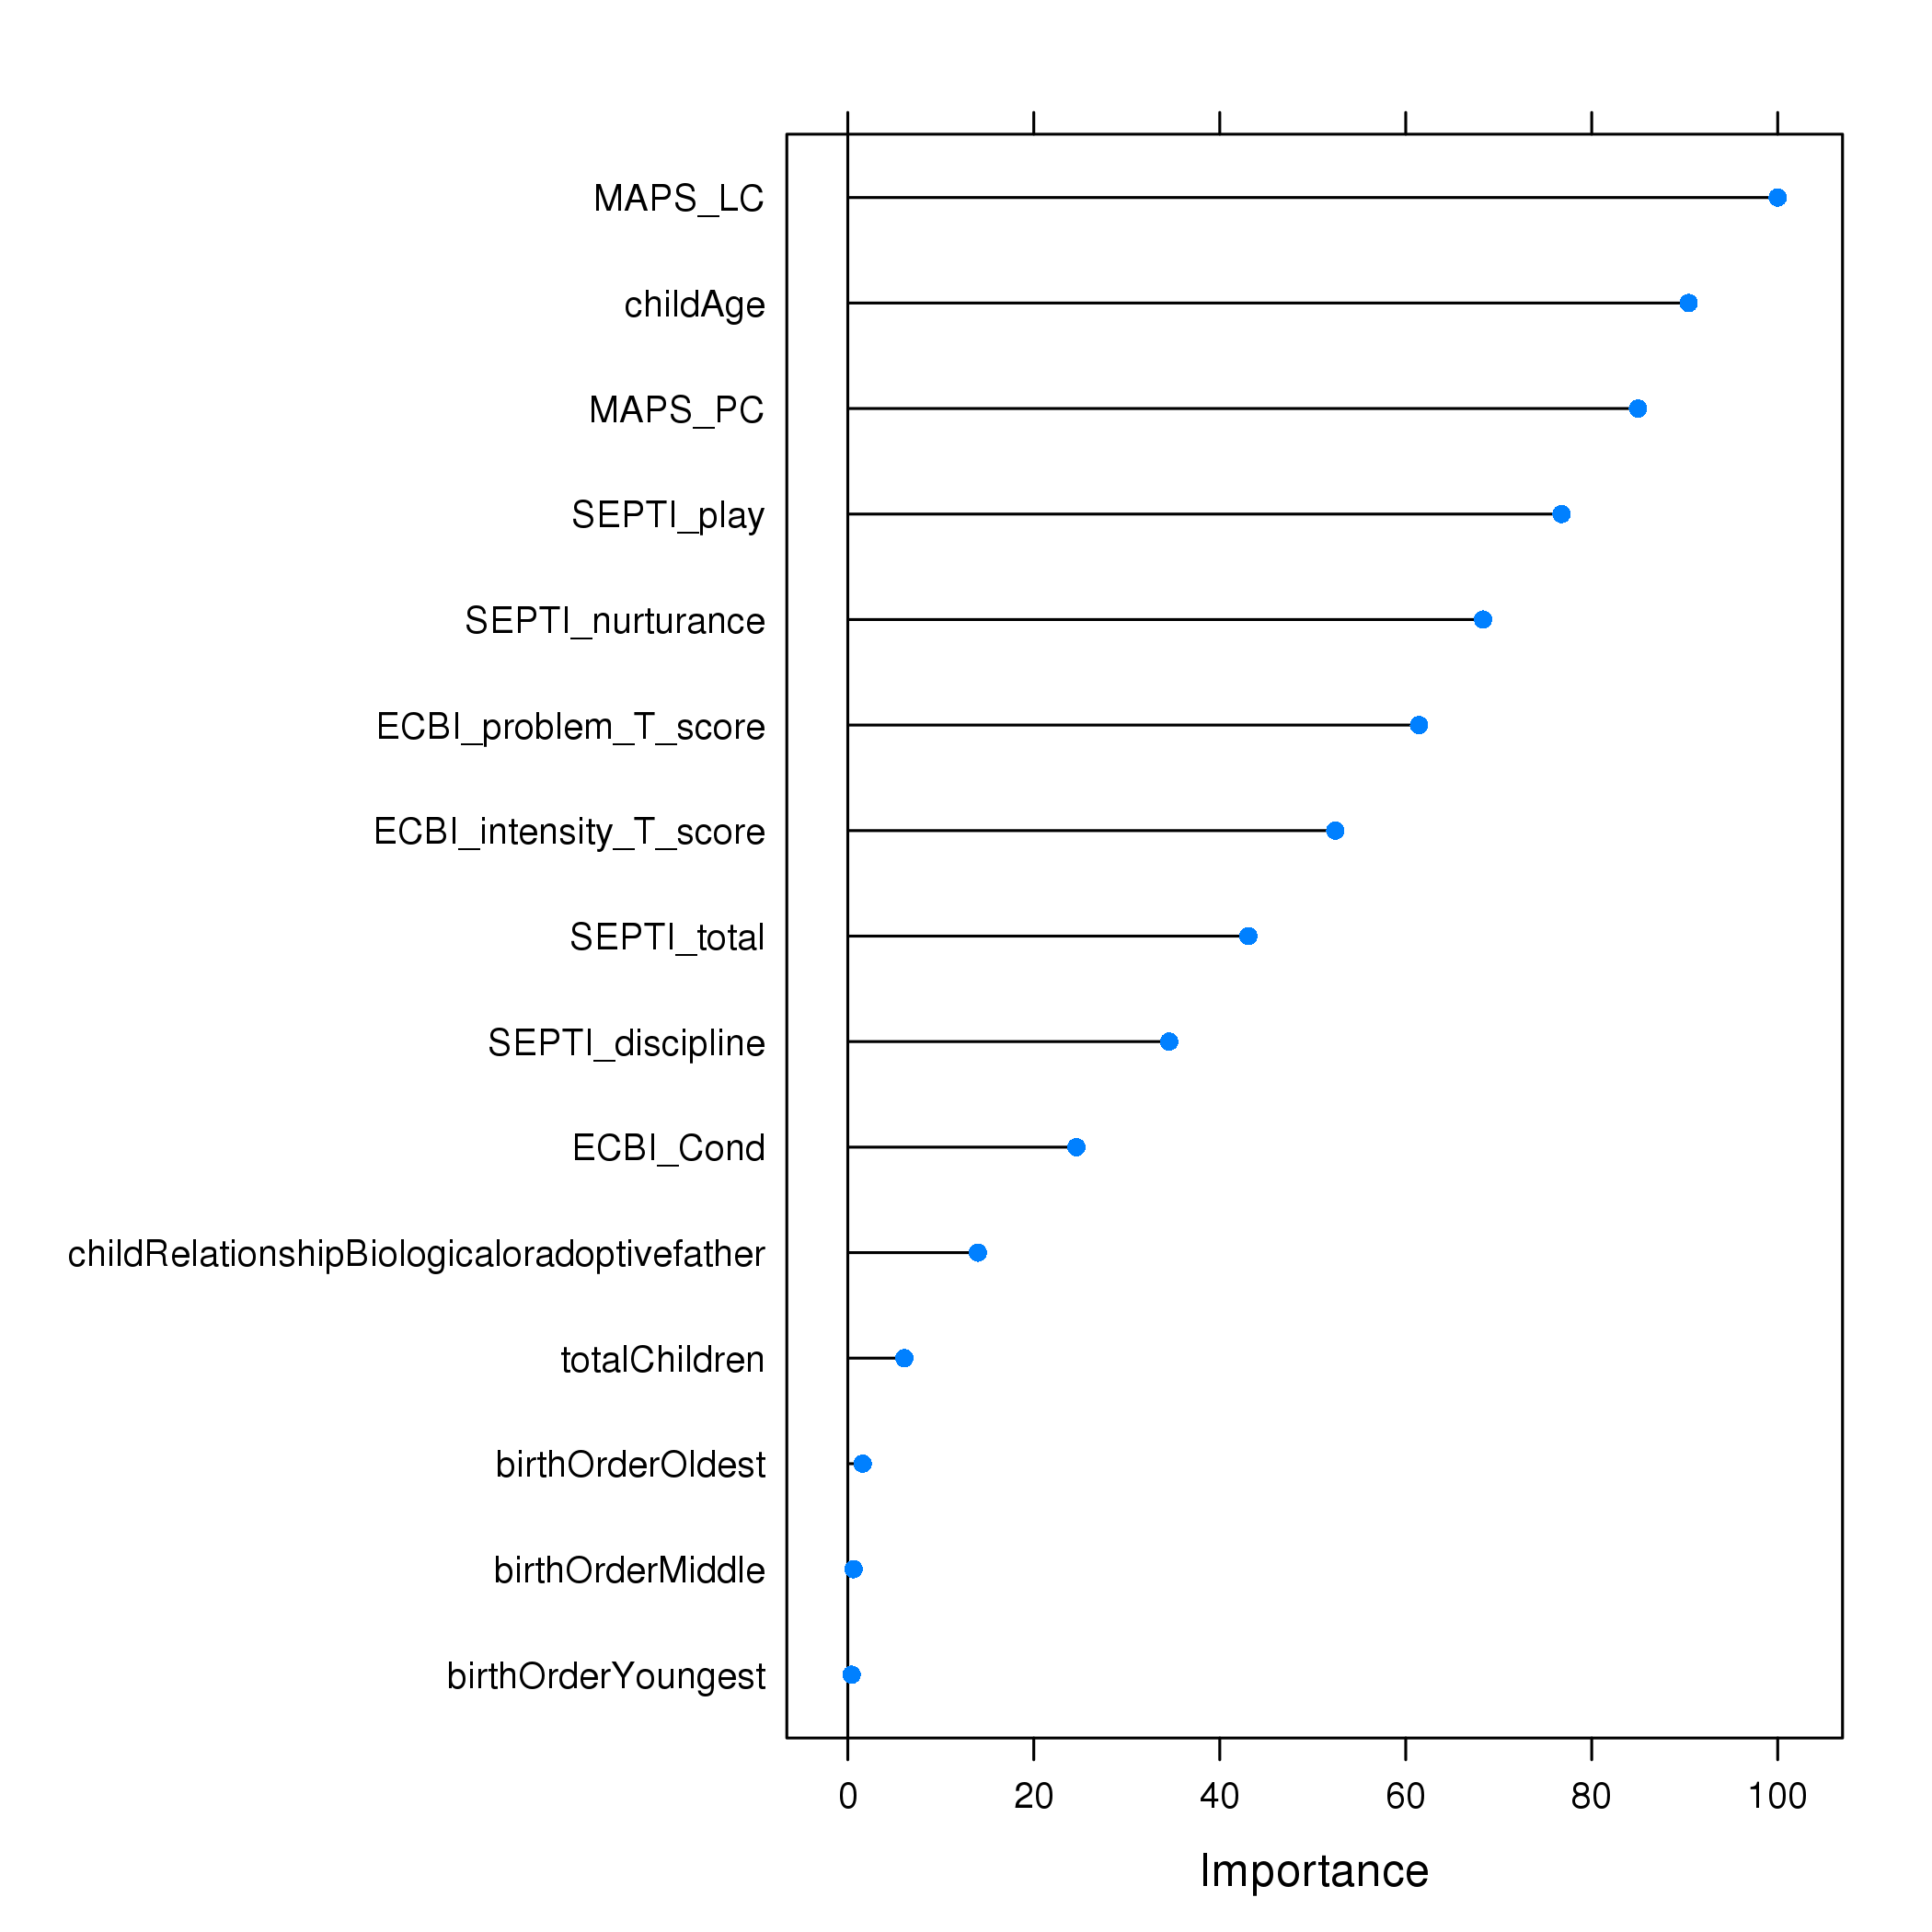 MAPS_LC
childAge
MAPS_PC
SEPTI_play
SEPTI_nurturance
ECBI_problem_T_score
ECBI_intensity_T_score
SEPTI_total
SEPTI_discipline
ECBI_Cond
childRelationshipBiologicaloradoptivefather
totalChildren
birthOrderOldest
birthOrderMiddle
birthOrderYoungest
0 20 40 60 80 100
Importance